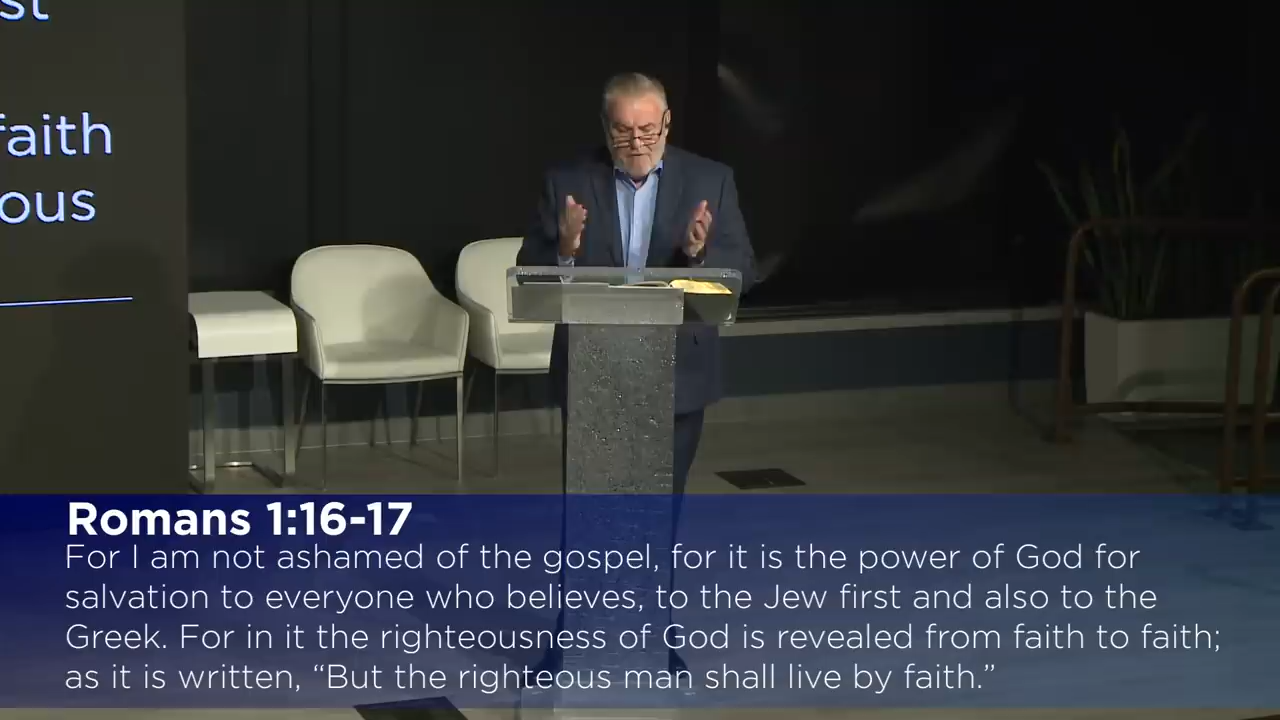 st
faith
ous
Romans 1:16-17
For I am not ashamed of the gospel, for it is the power of God for
salvation to everyone who believes, to the Jew first and also to the
Greek. For in it the righteousness of God is revealed from faith to faith;
as it is written, “But the righteous man shall live by faith.”